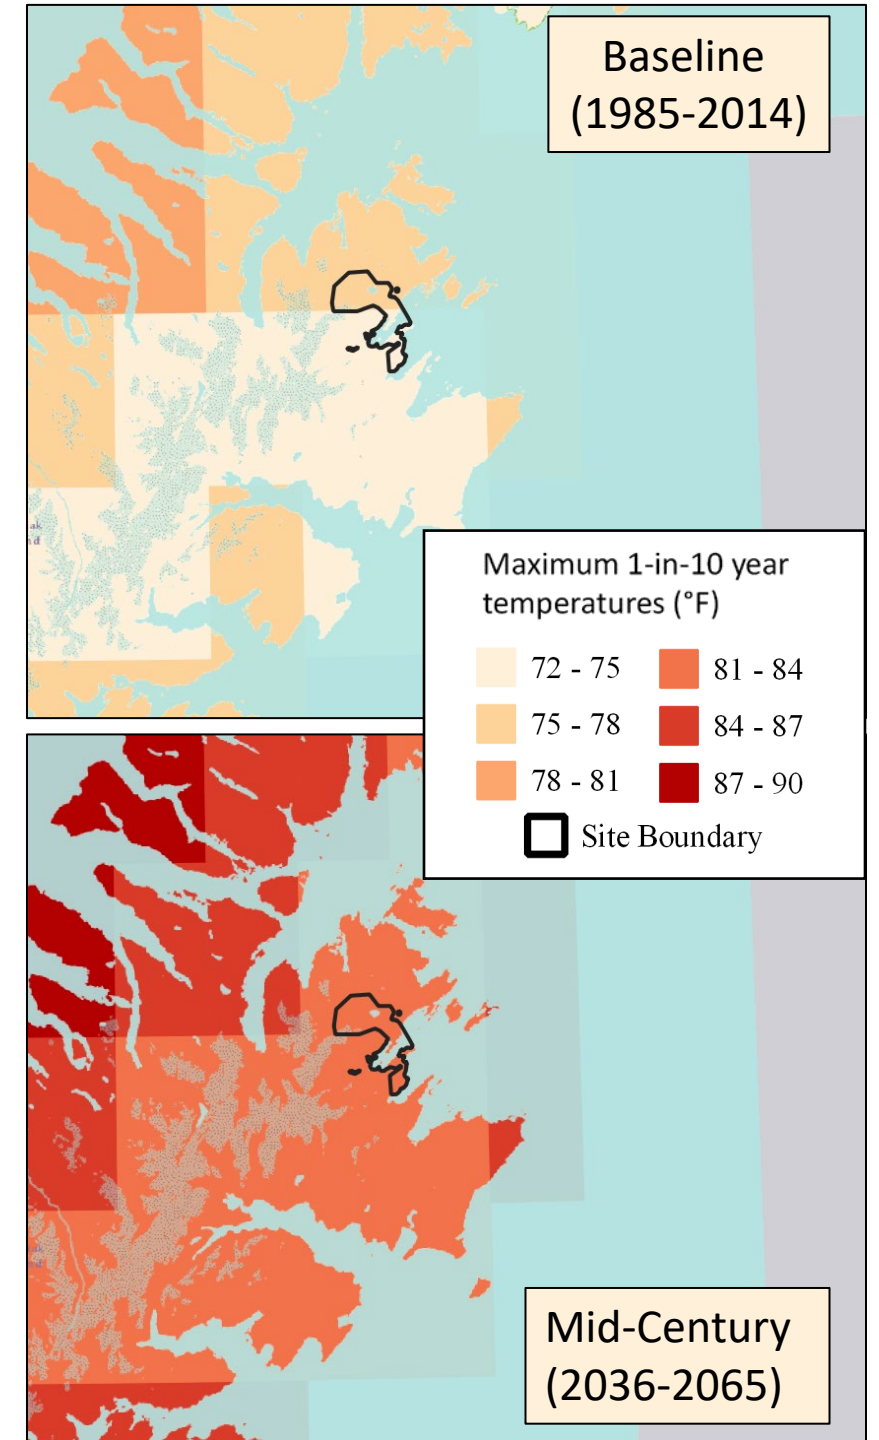 Baseline
(1985-2014)
Maximum 1-in-10 year
temperatures (°F)
72 - 75
81 - 84
75 - 78
84 - 87
78 - 81
87 - 90
Site Boundary
Mid-Century
(2036-2065)